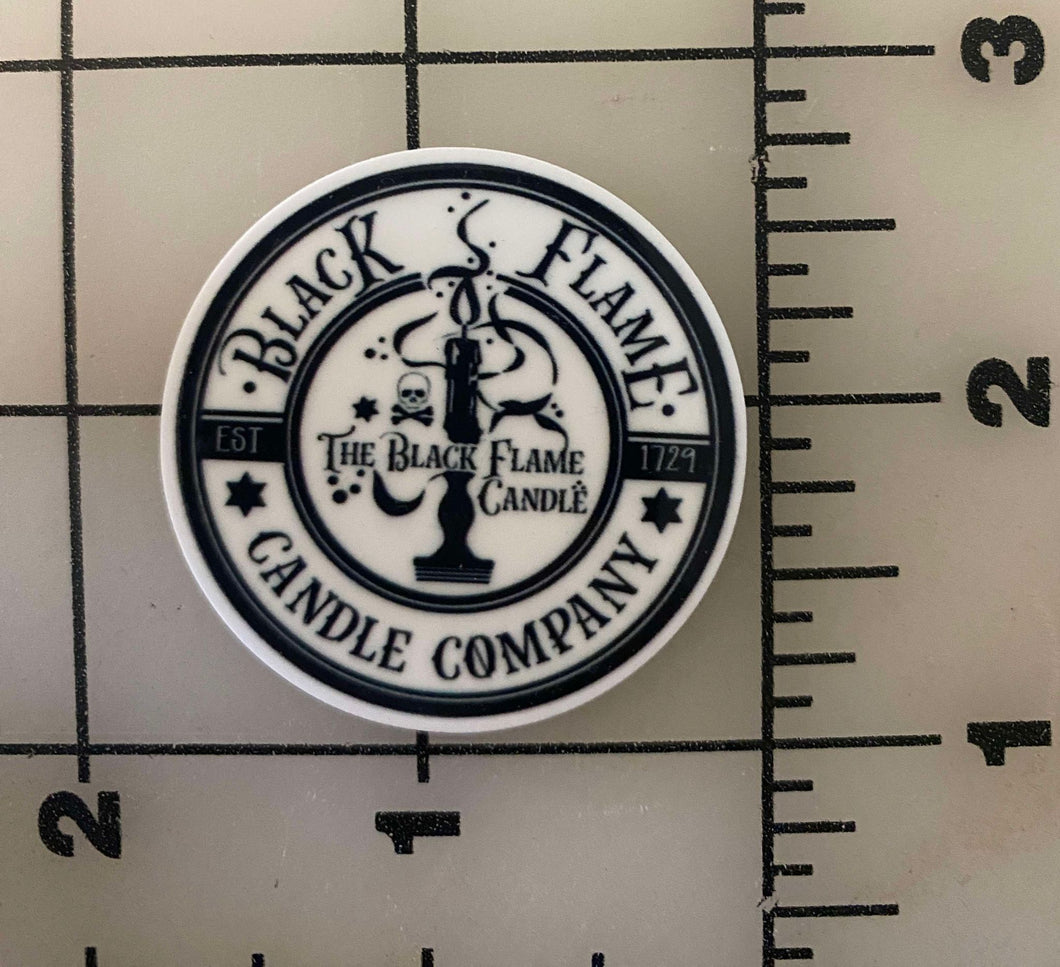 BLACK FLAME
EST 1729
THE BLACK FLAME
CANDLE
CANDLE COMPANY
3
2
1
2
1